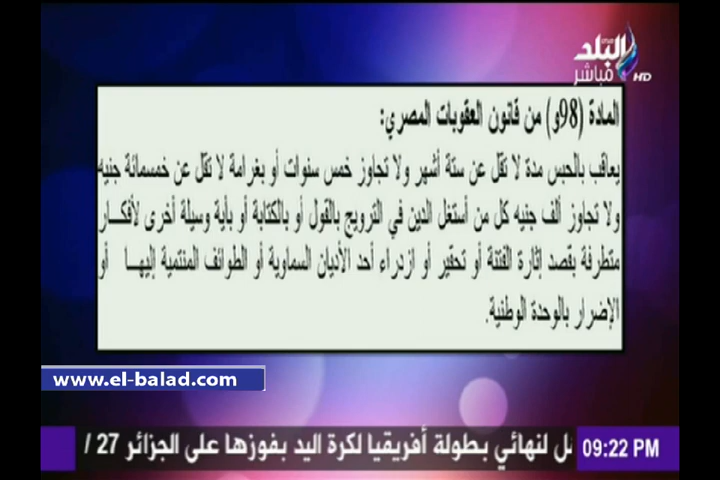 البلد
مباشر HD
المادة (98و) من قانون العقوبات المصري:
يعاقب بالحبس مدة لا تقل عن ستة أشهر ولا تجاوز خمس سنوات أو بغرامة لا تقل عن خمسمائة جنيه
ولا تجاوز ألف جنيه كل من أستغل الدين في الترويج بالقول أو بالكتابة أو بأية وسيلة أخرى لأفكـــار
متطرفة بقصد إثارة الفتنة أو تحقير أو ازدراء أحد الأديان السماوية أو الطوائف المنتمية إليهـــا أو
الإضرار بالوحدة الوطنية.
www.el-balad.com
ل لنهائي بطولة أفريقيا لكرة اليد بفوزها على الجزائر 27 /
09:22 PM